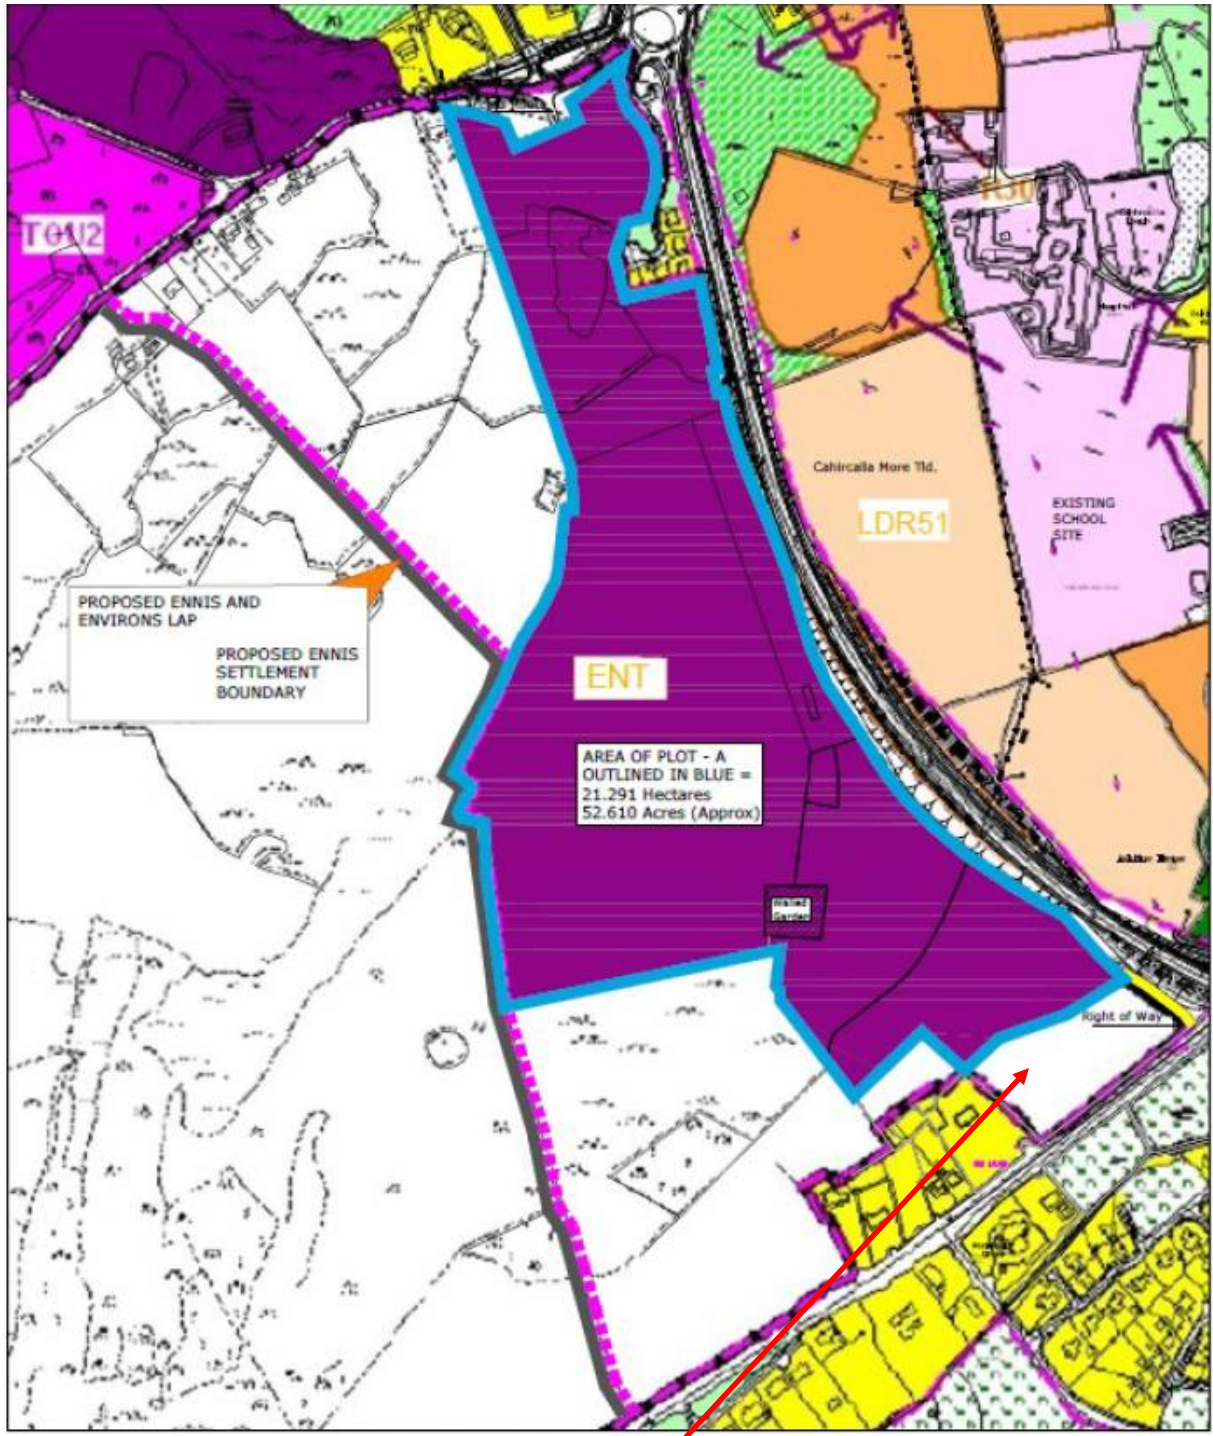 TOU2
Cahircalla More Tld.
LDR51
EXISTING
SCHOOL
SITE
PROPOSED ENNIS AND
ENVIRONS LAP
PROPOSED ENNIS
SETTLEMENT
BOUNDARY
ENT
AREA OF PLOT - A
OUTLINED IN BLUE =
21.291 Hectares
52.610 Acres (Approx)
Walled
Garden
Right of Way